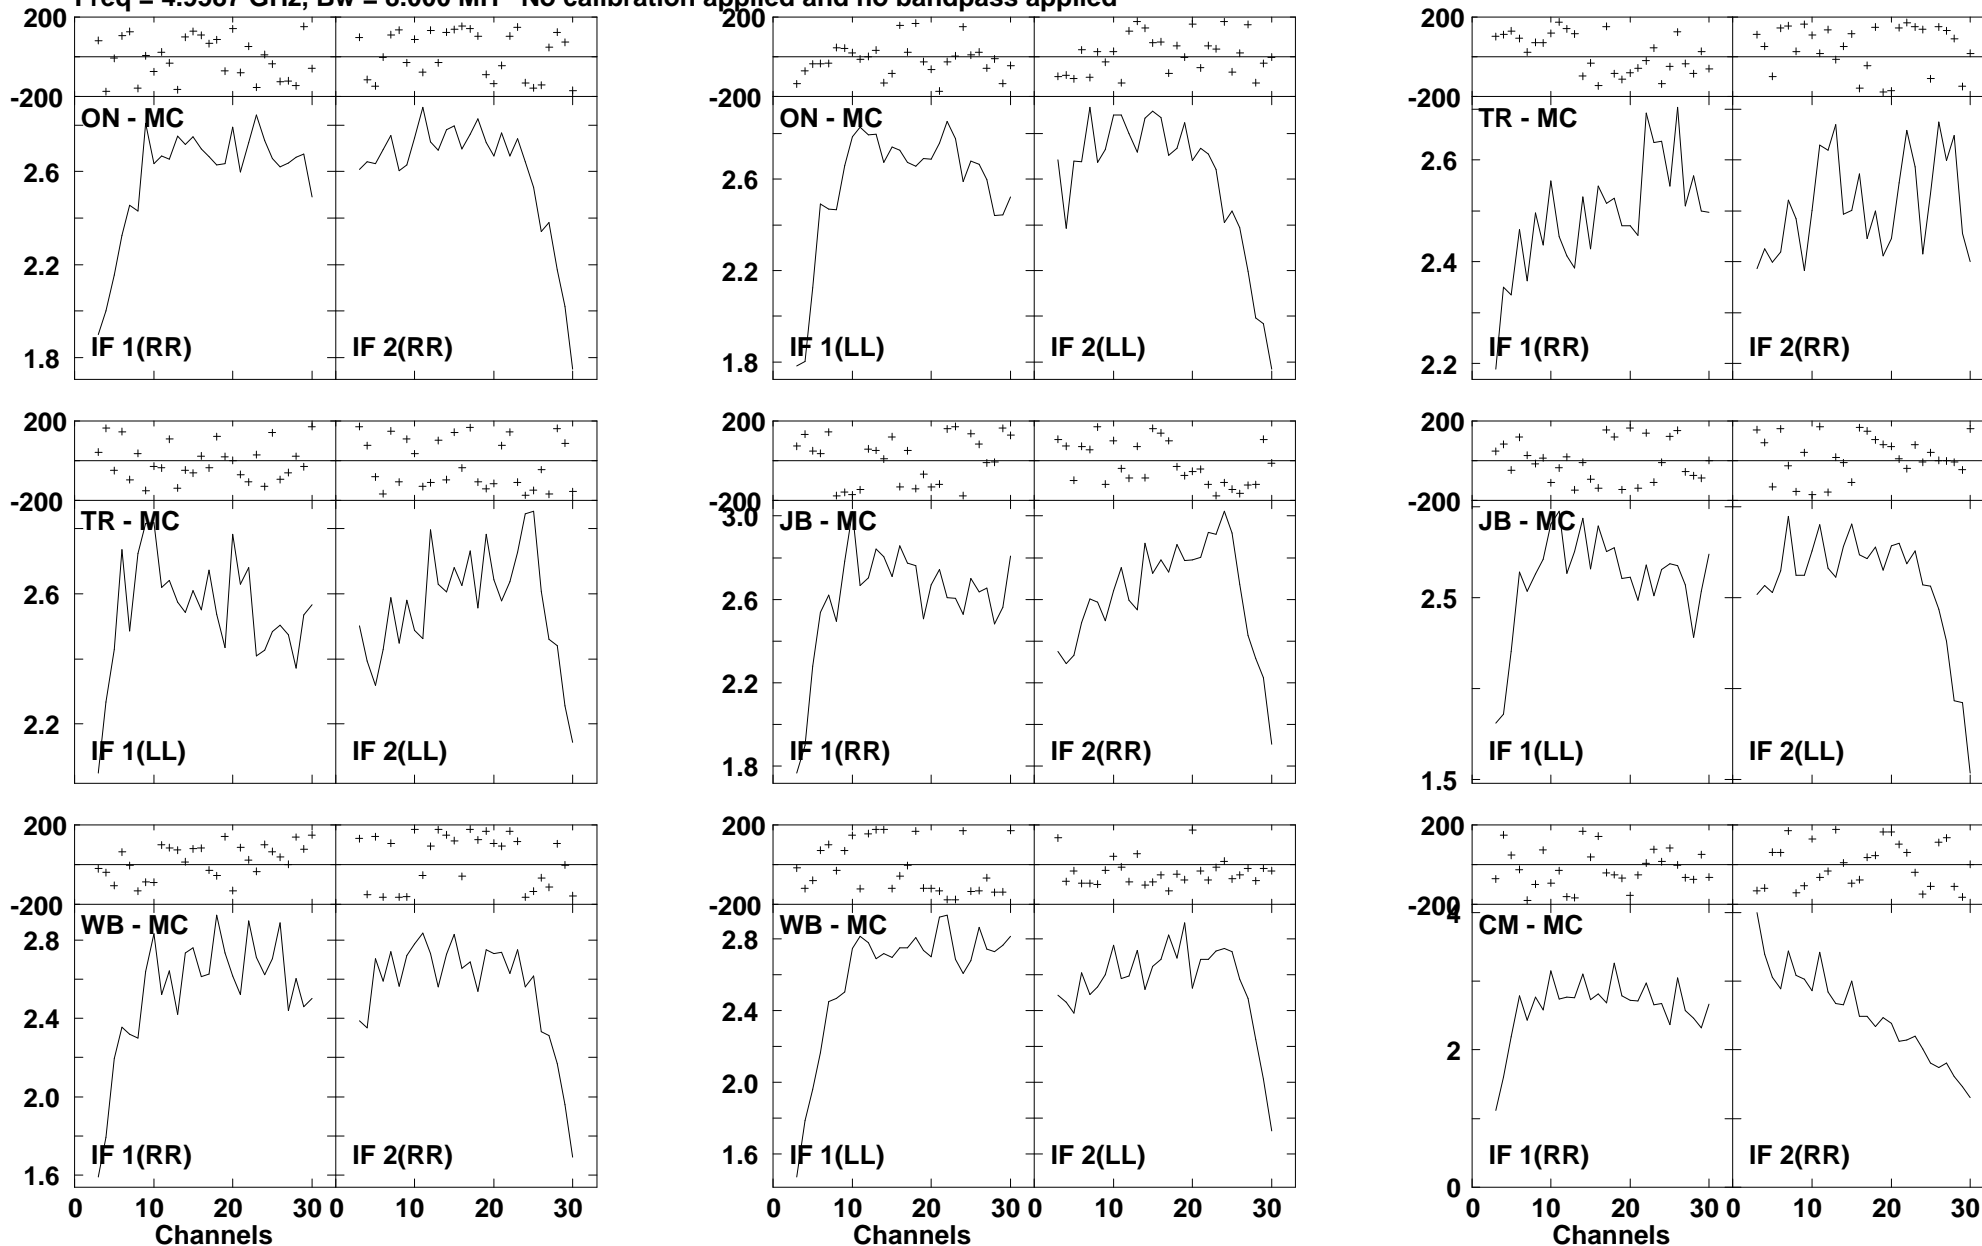 No calibration applied and no bandpass applied
200 200 200
-200 -200 -200
ON - MC ON - MC TR - MC
2.6 2.6 2.6
2.2 2.2 2.4
1.8 1.8 2.2
IF 1(RR) IF 2(RR) IF 1(LL) IF 2(LL) IF 1(RR) IF 2(RR)
200 200 200
-200 -200 -200
TR - MC 3.0 JB - MC JB - MC
2.6 2.6 2.5
2.2 2.2
1.8 1.5
IF 1(LL) IF 2(LL) IF 1(RR) IF 2(RR) IF 1(LL) IF 2(LL)
200 200 200
-200 -200 -200
WB - MC WB - MC 4 CM - MC
2.8 2.8
2.4 2.4 2
2.0 2.0
1.6 1.6 0
IF 1(RR) IF 2(RR) IF 1(LL) IF 2(LL) IF 1(RR) IF 2(RR)
0 10 20 30 0 10 20 30 0 10 20 30 0 10 20 30 0 10 20 30 0 10 20 30
Channels Channels Channels